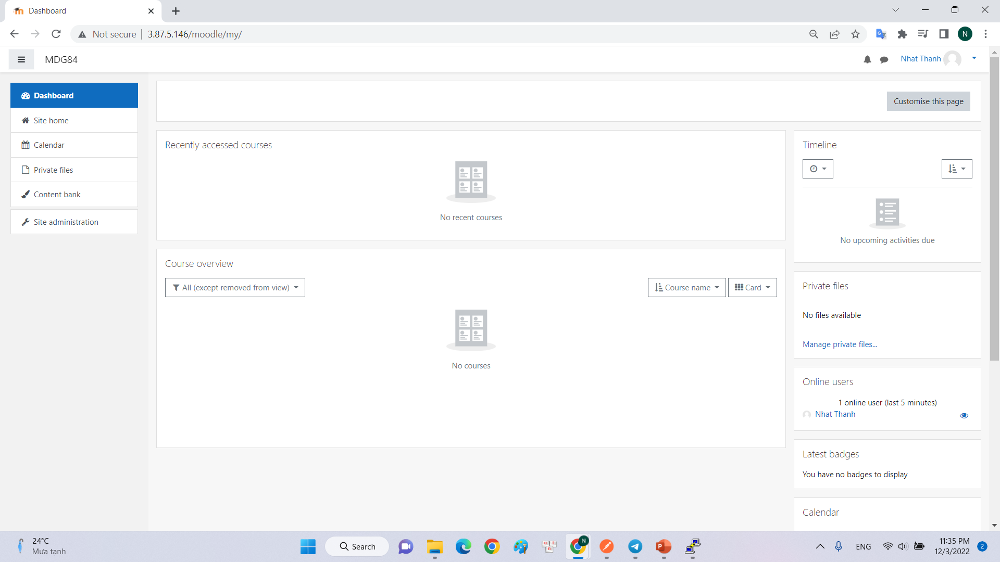 Dashboard
Not secure
3.87.5.146/moodle/my/
N
MDG84
Nhat Thanh
Dashboard
Site home
Calendar
Private files
Content bank
Site administration
Customise this page
Recently accessed courses
No recent courses
Course overview
All (except removed from view)
Course name
Card
No courses
Timeline
No upcoming activities due
Private files
No files available
Manage private files...
Online users
1 online user (last 5 minutes)
Nhat Thanh
Latest badges
You have no badges to display
Calendar
24°C
Mưa tạnh
Search
N
ENG
11:35 PM
12/3/2022
2